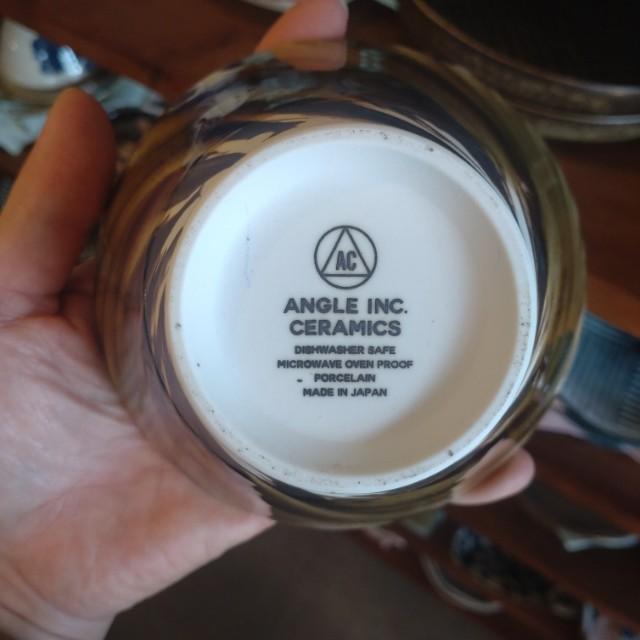 AC
ANGLE INC.
CERAMICS
DISHWASHER SAFE
MICROWAVE OVEN PROOF
PORCELAIN
MADE IN JAPAN